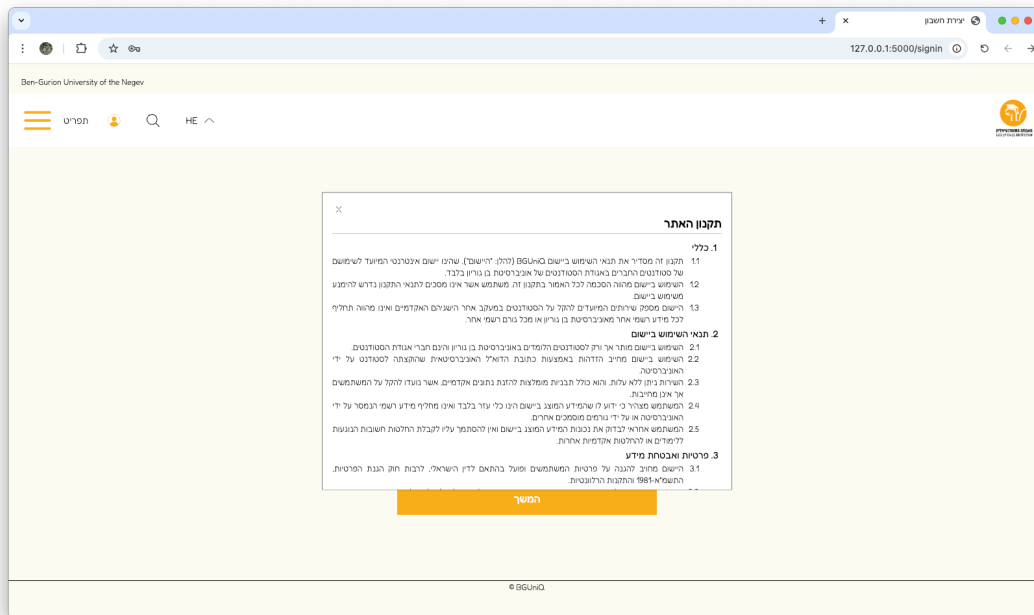 יצירת חשבון
127.0.0.1:5000/signin
Ben-Gurion University of the Negev
תפריט
HE
X
תקנון האתר
1. כללי
1.1 תקנון זה מסדיר את תנאי השימוש ביישום BGUniQ (להלן: "היישום"), שהינו יישום אינטרנטי המיועד לשימושם
של סטודנטים החברים באגודת הסטודנטים של אוניברסיטת בן גוריון בלבד.
1.2 השימוש ביישום מהווה הסכמה לכל האמור בתקנון זה. משתמש אשר אינו מסכים לתנאי התקנון נדרש להימנע
משימוש ביישום.
1.3 היישום מספק שירותים המיועדים להקל על הסטודנטים במעקב אחר הישגיהם האקדמיים ואינו מהווה תחליף
לכל מידע רשמי אחר מאוניברסיטת בן גוריון או מכל גורם רשמי אחר.
2. תנאי השימוש ביישום
2.1 השימוש ביישום מותר אך ורק לסטודנטים הלומדים באוניברסיטת בן גוריון והינם חברי אגודת הסטודנטים.
2.2 השימוש ביישום מחייב הזדהות באמצעות כתובת הדוא"ל האוניברסיטאית שהוקצתה לסטודנט על ידי
האוניברסיטה.
2.3 השירות ניתן ללא עלות, והוא כולל תבניות מומלצות להזנת נתונים אקדמיים, אשר נועדו להקל על המשתמשים
אך אינן מחייבות.
2.4 המשתמש מצהיר כי ידוע לו שהמידע המוצג ביישום הינו כלי עזר בלבד ואינו מחליף מידע רשמי הנמסר על ידי
האוניברסיטה או על ידי גורמים מוסמכים אחרים.
2.5 המשתמש אחראי לבדוק את נכונות המידע המוצג ביישום ואין להסתמך עליו לקבלת החלטות חשובות הנוגעות
ללימודים או להחלטות אקדמיות אחרות.
3. פרטיות ואבטחת מידע
3.1 היישום מחויב להגנה על פרטיות המשתמשים ופועל בהתאם לדין הישראלי, לרבות חוק הגנת הפרטיות,
התשמ"א-1981 והתקנות הרלוונטיות.
המשך
© BGUniQ